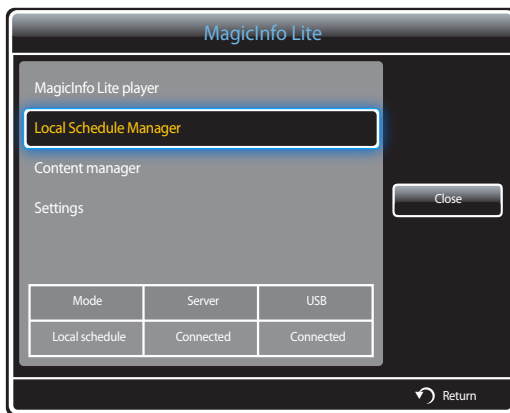 MagicInfo Lite
MagicInfo Lite player
Local Schedule Manager
Content manager
Settings
Close
Mode Server USB
Local schedule Connected Connected
Return